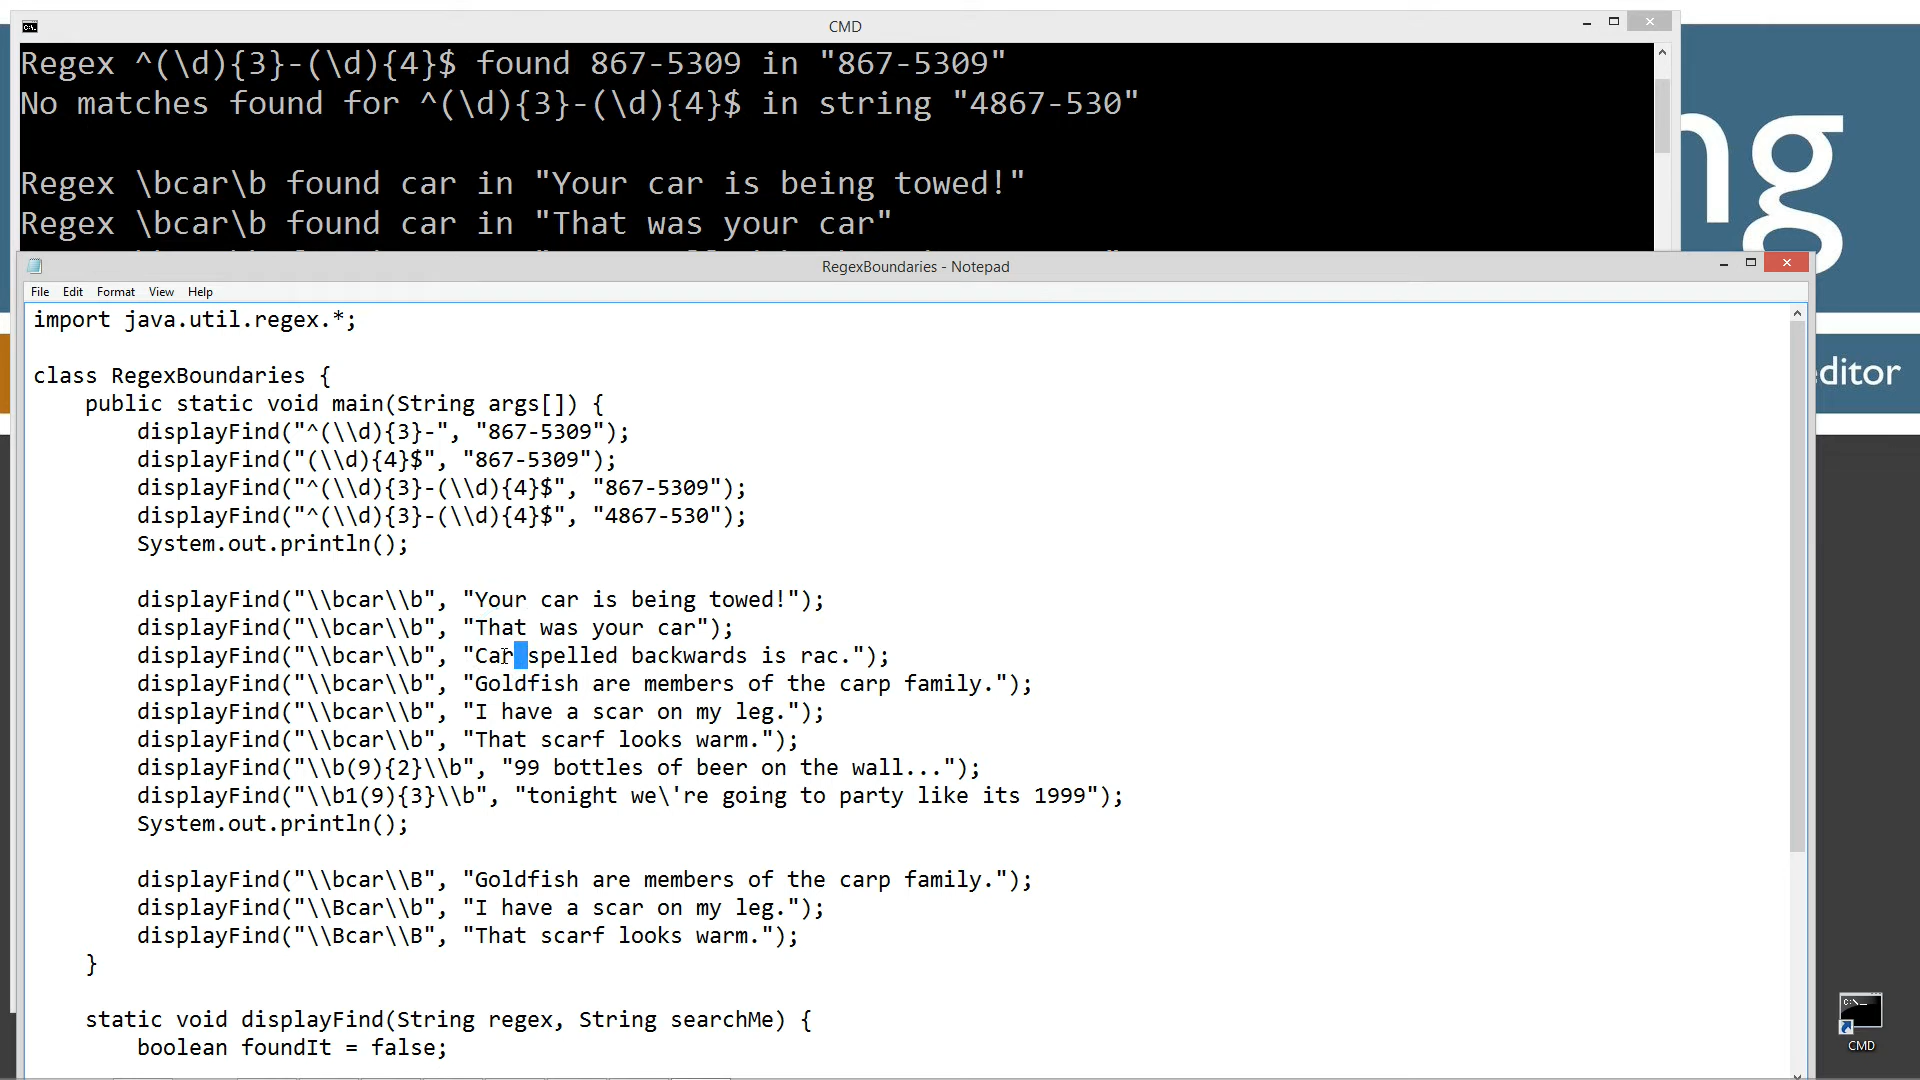 CMD
Regex ^(\d){3}-(\d){4}$ found 867-5309 in "867-5309"
No matches found for ^(\d){3}-(\d){4}$ in string "4867-530"
Regex \bcar\b found car in "Your car is being towed!"
Regex \bcar\b found car in "That was your car"
ng
RegexBoundaries - Notepad
File Edit Format View Help
import java.util.regex.*;
class RegexBoundaries {
public static void main(String args[]) {
displayFind("^(\\d){3}-", "867-5309");
displayFind("(\\d){4}$", "867-5309");
displayFind("^(\\d){3}-(\\d){4}$", "867-5309");
displayFind("^(\\d){3}-(\\d){4}$", "4867-530");
System.out.println();
displayFind("\\bcar\\b", "Your car is being towed!");
displayFind("\\bcar\\b", "That was your car");
displayFind("\\bcar\\b", "Car spelled backwards is rac.");
displayFind("\\bcar\\b", "Goldfish are members of the carp family.");
displayFind("\\bcar\\b", "I have a scar on my leg.");
displayFind("\\bcar\\b", "That scarf looks warm.");
displayFind("\\b(9){2}\\b", "99 bottles of beer on the wall...");
displayFind("\\b1(9){3}\\b", "tonight we\'re going to party like its 1999");
System.out.println();
displayFind("\\bcar\\B", "Goldfish are members of the carp family.");
displayFind("\\Bcar\\b", "I have a scar on my leg.");
displayFind("\\Bcar\\B", "That scarf looks warm.");
}
static void displayFind(String regex, String searchMe) {
boolean foundIt = false;
editor
CMD